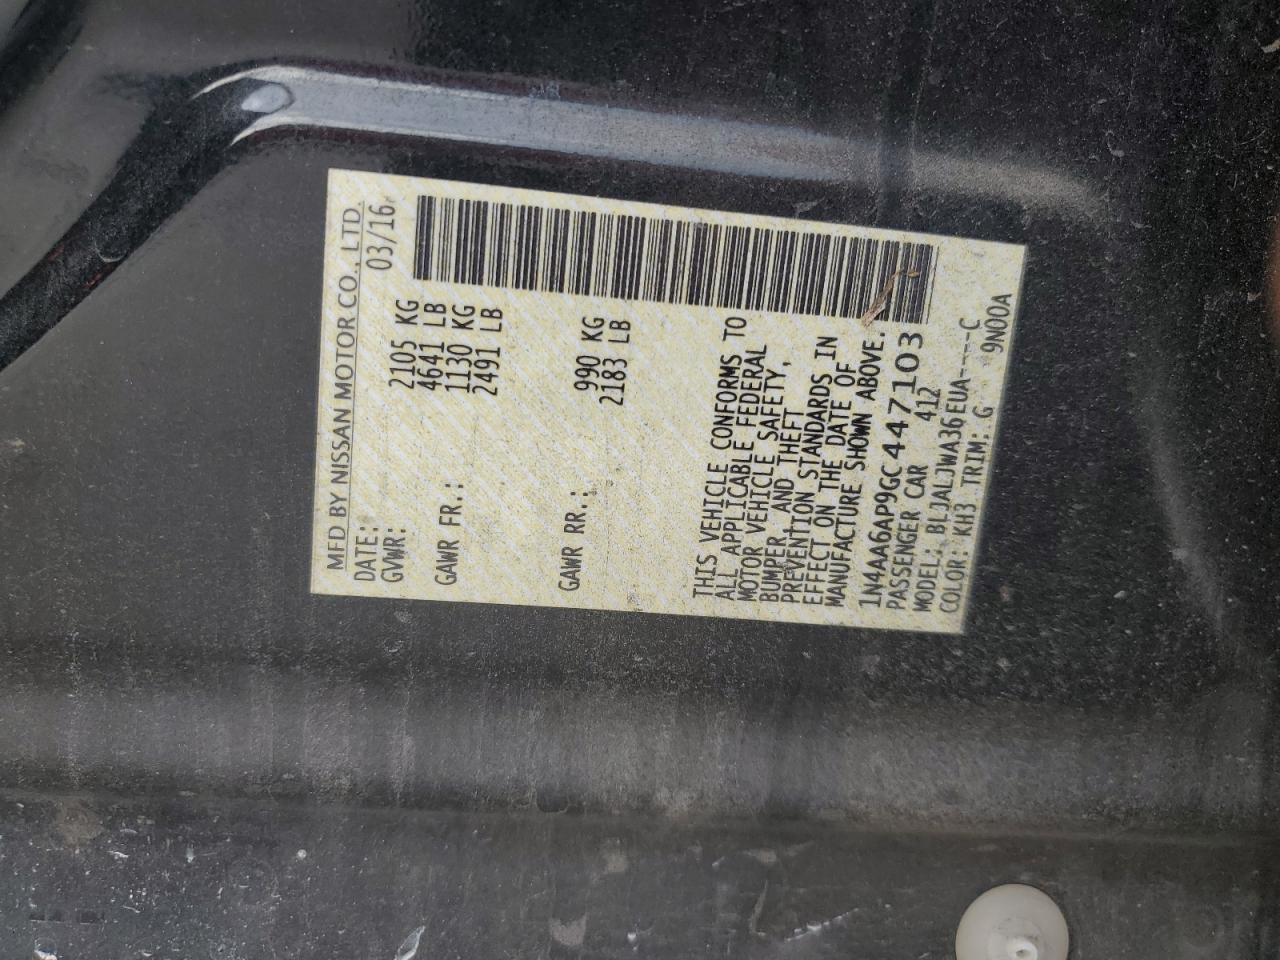 MFD BY NISSAN MOTOR CO., LTD.
DATE: 03/16
GVWR: 2105 KG
4641 LB
GAWR FR.: 1130 KG
2491 LB
GAWR RR.: 990 KG
2183 LB
THIS VEHICLE CONFORMS TO
ALL APPLICABLE FEDERAL
MOTOR VEHICLE SAFETY,
BUMPER, AND THEFT
PREVENTION STANDARDS IN
EFFECT ON THE DATE OF
MANUFACTURE SHOWN ABOVE.
1N4AA6AP9GC447103
PASSENGER CAR 412
MODEL: BLJALJWA36EUA----C
COLOR: KH3 TRIM: G 9N00A